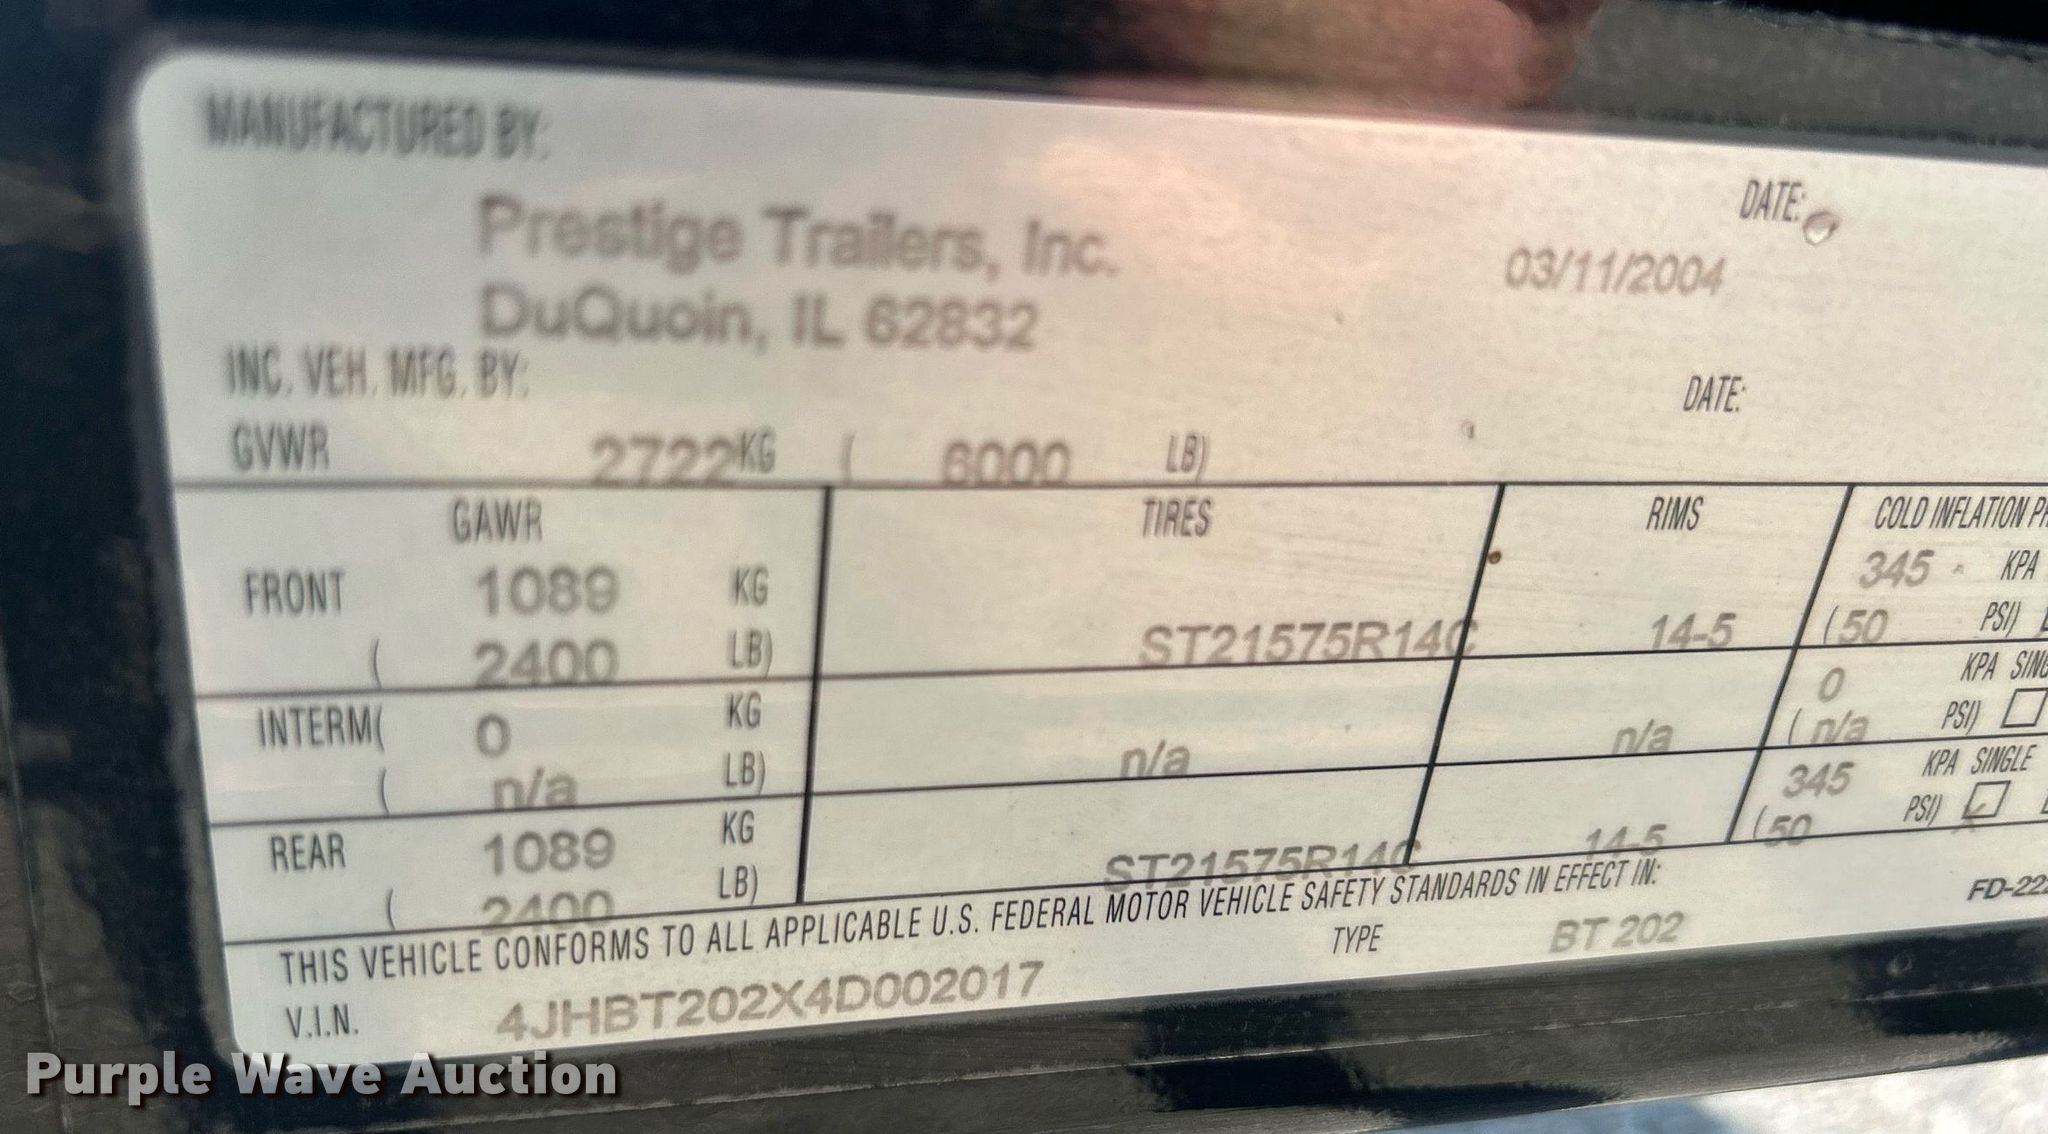 MANUFACTURED BY:
DATE:
Prestige Trailers, Inc.
03/11/2004
DuQuoin, IL 62832
INC. VEH. MFG. BY:
DATE:
GVWR 2722 KG ( 6000 LB)
GAWR TIRES RIMS COLD INFLATION
FRONT 1089 KG 345 KPA
( 2400 LB) ST21575R14C 14-5 (50 PSI)
INTERM( 0 KG 0 KPA
( n/a LB) n/a n/a ( n/a PSI)
REAR 1089 KG 345 KPA SINGLE
( 2400 LB) ST21575R14C 14-5 (50 PSI) X
THIS VEHICLE CONFORMS TO ALL APPLICABLE U.S. FEDERAL MOTOR VEHICLE SAFETY STANDARDS IN EFFECT IN:
V.I.N. 4JHBT202X4D002017 TYPE BT 202
Purple Wave Auction